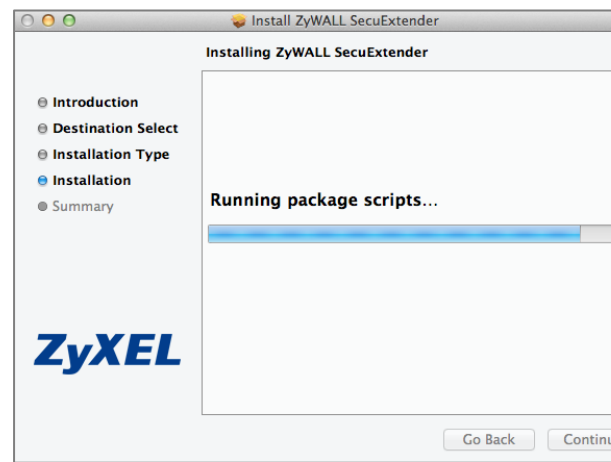 Install ZyWALL SecuExtender
Installing ZyWALL SecuExtender
Introduction
Destination Select
Installation Type
Installation
Summary
Running package scripts...
ZyXEL
Go Back
Continu